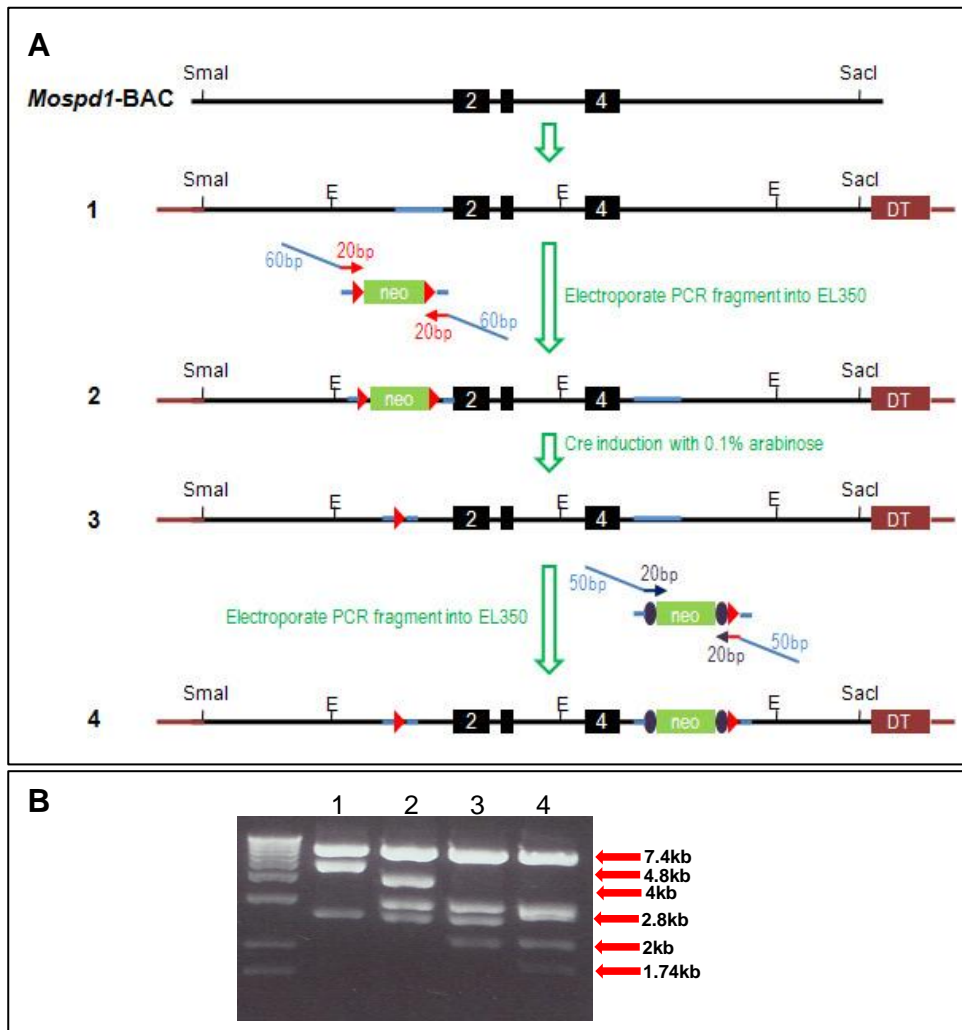 A
SmaI
SacI
Mospd1-BAC
2
4
SmaI
E
E
E
SacI
1
2
4
DT
60bp
20bp
neo
20bp
60bp
Electroporate PCR fragment into EL350
SmaI
E
E
E
SacI
2
neo
2
4
DT
Cre induction with 0.1% arabinose
SmaI
E
E
E
SacI
3
2
4
DT
50bp
20bp
neo
20bp
50bp
Electroporate PCR fragment into EL350
SmaI
E
E
E
SacI
4
2
4
neo
DT
B
1 2 3 4
7.4kb
4.8kb
4kb
2.8kb
2kb
1.74kb